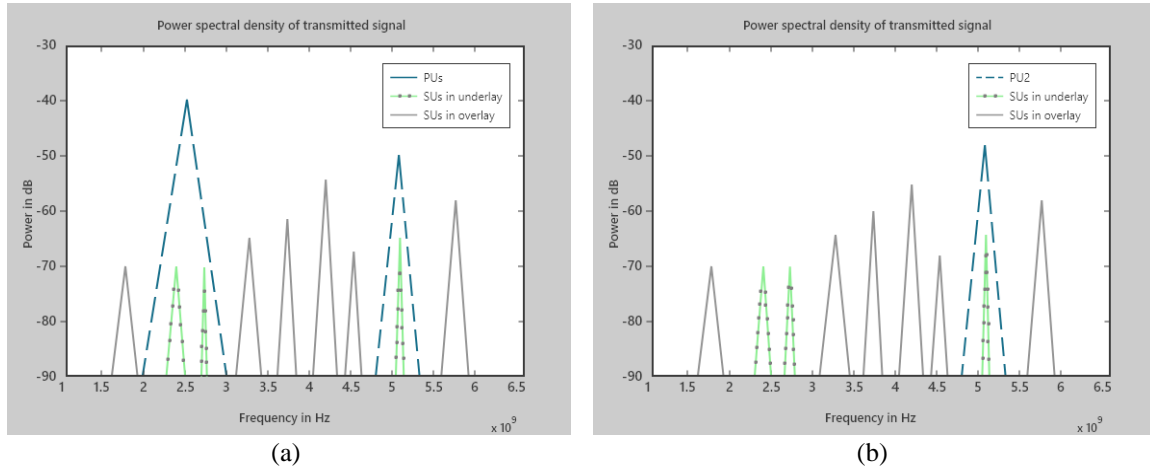 Power spectral density of transmitted signal
-30
-40
-50
-60
-70
-80
-90
Power in dB
PUs
SUs in underlay
SUs in overlay
1 1.5 2 2.5 3 3.5 4 4.5 5 5.5 6 6.5
Frequency in Hz
x 10^9
(a)
Power spectral density of transmitted signal
-30
-40
-50
-60
-70
-80
-90
Power in dB
PU2
SUs in underlay
SUs in overlay
1 1.5 2 2.5 3 3.5 4 4.5 5 5.5 6 6.5
Frequency in Hz
x 10^9
(b)